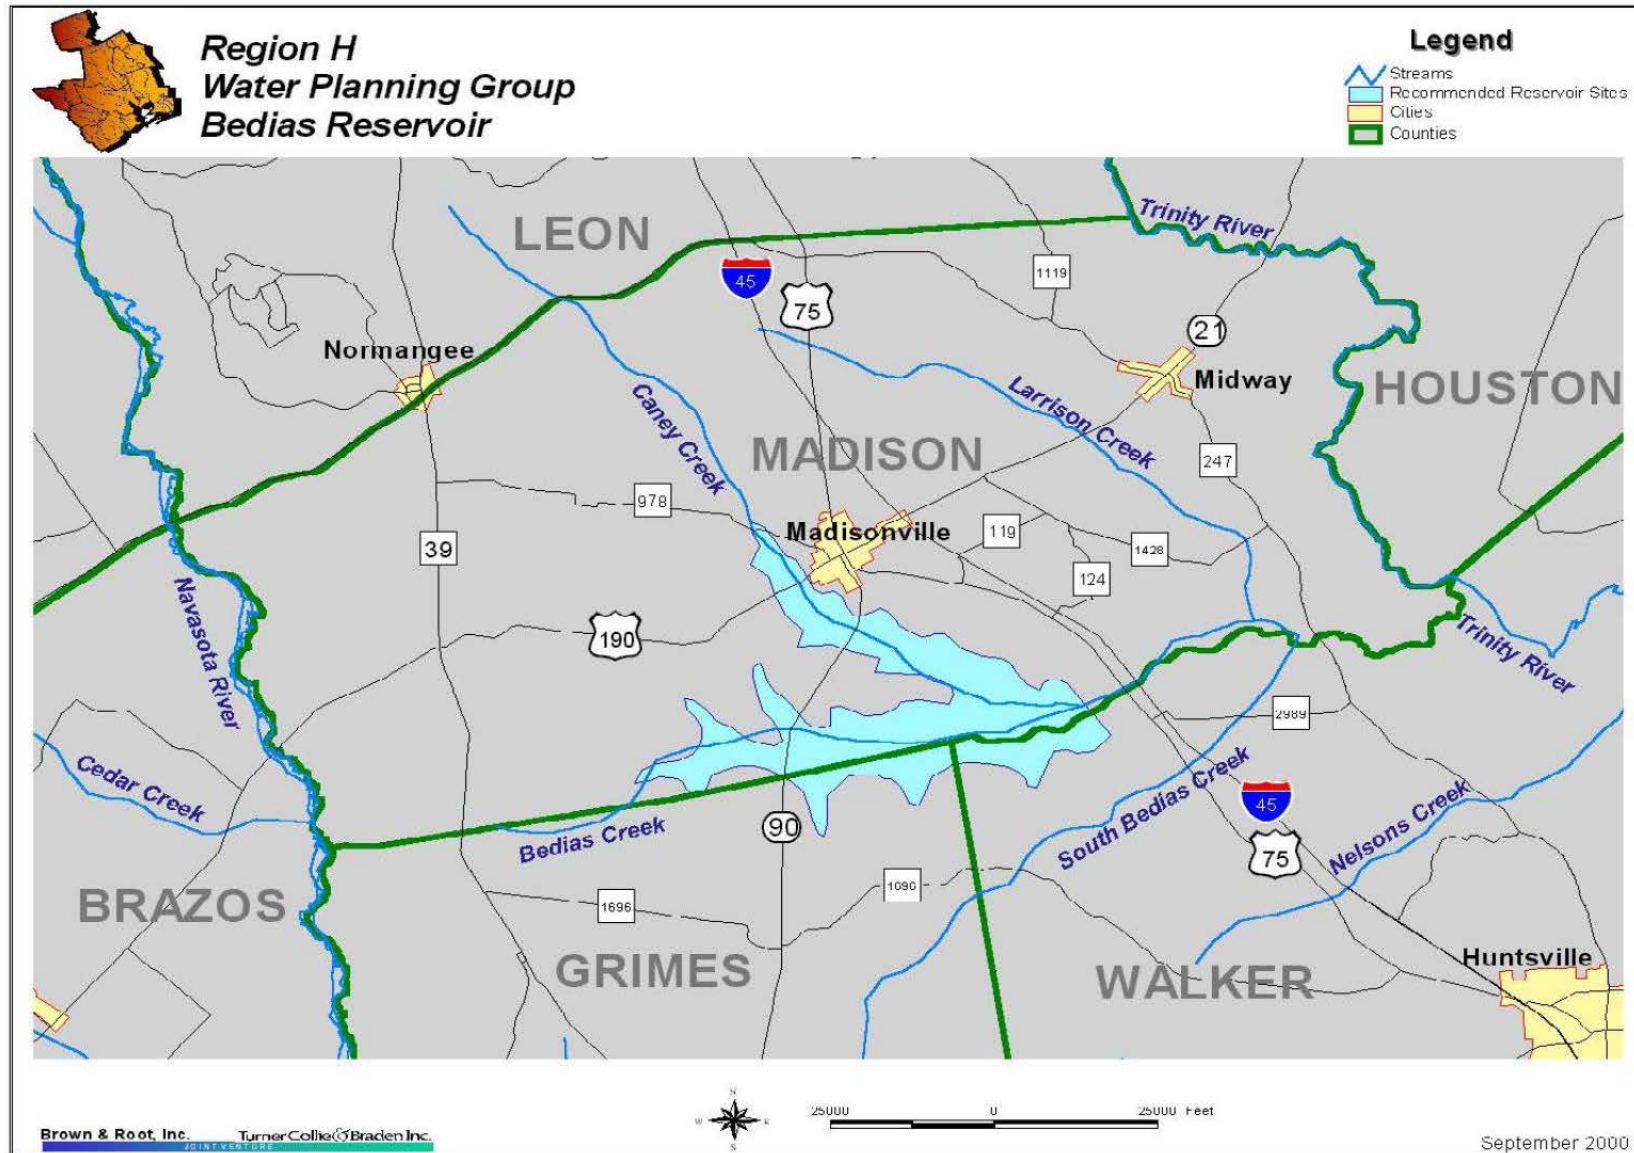 Region H
Water Planning Group
Bedias Reservoir
Legend
Streams
Recommended Reservoir Sites
Cities
Counties
LEON
Trinity River
1119
45
75
21
Normangee
Midway
HOUSTON
Caney Creek
Larrison Creek
MADISON
247
978
Madisonville
119
1428
39
124
Navasota River
190
Trinity River
2989
Cedar Creek
South Bedias Creek
45
Nelsons Creek
Bedias Creek
90
75
BRAZOS
1696
1090
GRIMES
WALKER
Huntsville
N
W E
S
25000 0 25000 Feet
Brown & Root, Inc. Turner Collie & Braden Inc.
JOINT VENTURE
September 2000